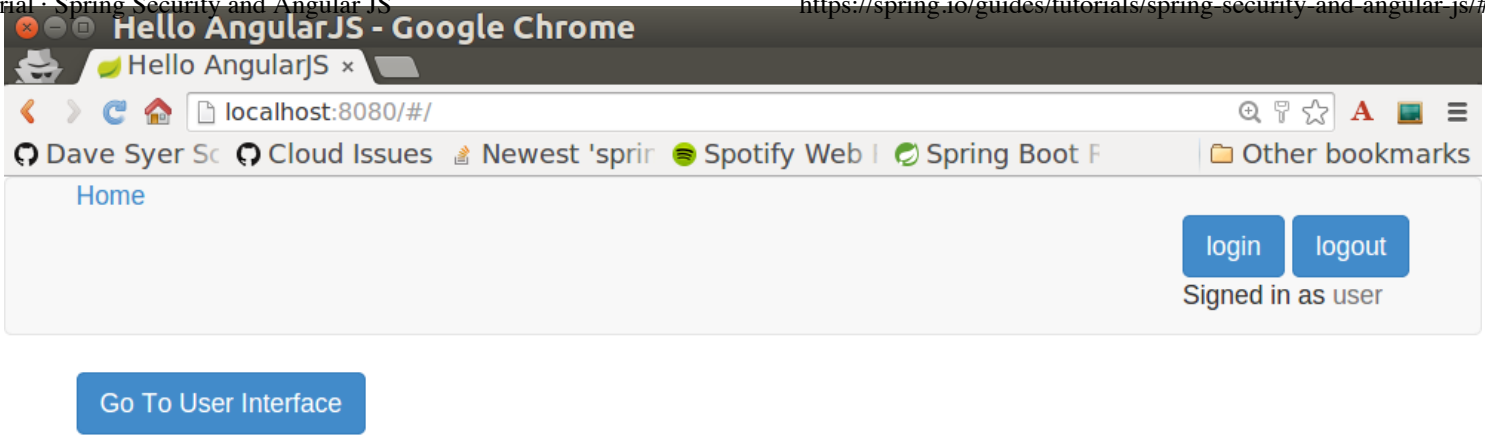 rial · Spring Security and Angular JS
https://spring.io/guides/tutorials/spring-security-and-angular-js/#
Hello AngularJS - Google Chrome
Hello AngularJS ×
localhost:8080/#/
A
Dave Syer Sc Cloud Issues Newest 'sprin Spotify Web Spring Boot Other bookmarks
Home
login logout
Signed in as user
Go To User Interface